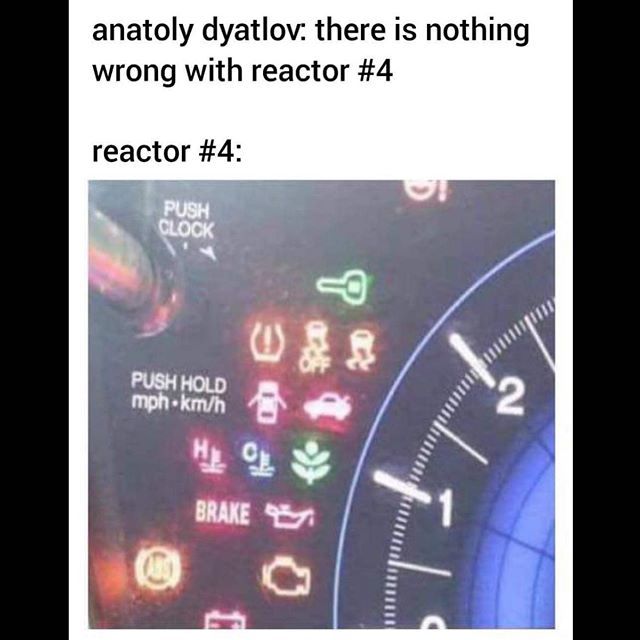 anatoly dyatlov: there is nothing
wrong with reactor #4
reactor #4:
PUSH
CLOCK
OFF
2
PUSH HOLD
mph•km/h
H
C
1
BRAKE
ABS
0